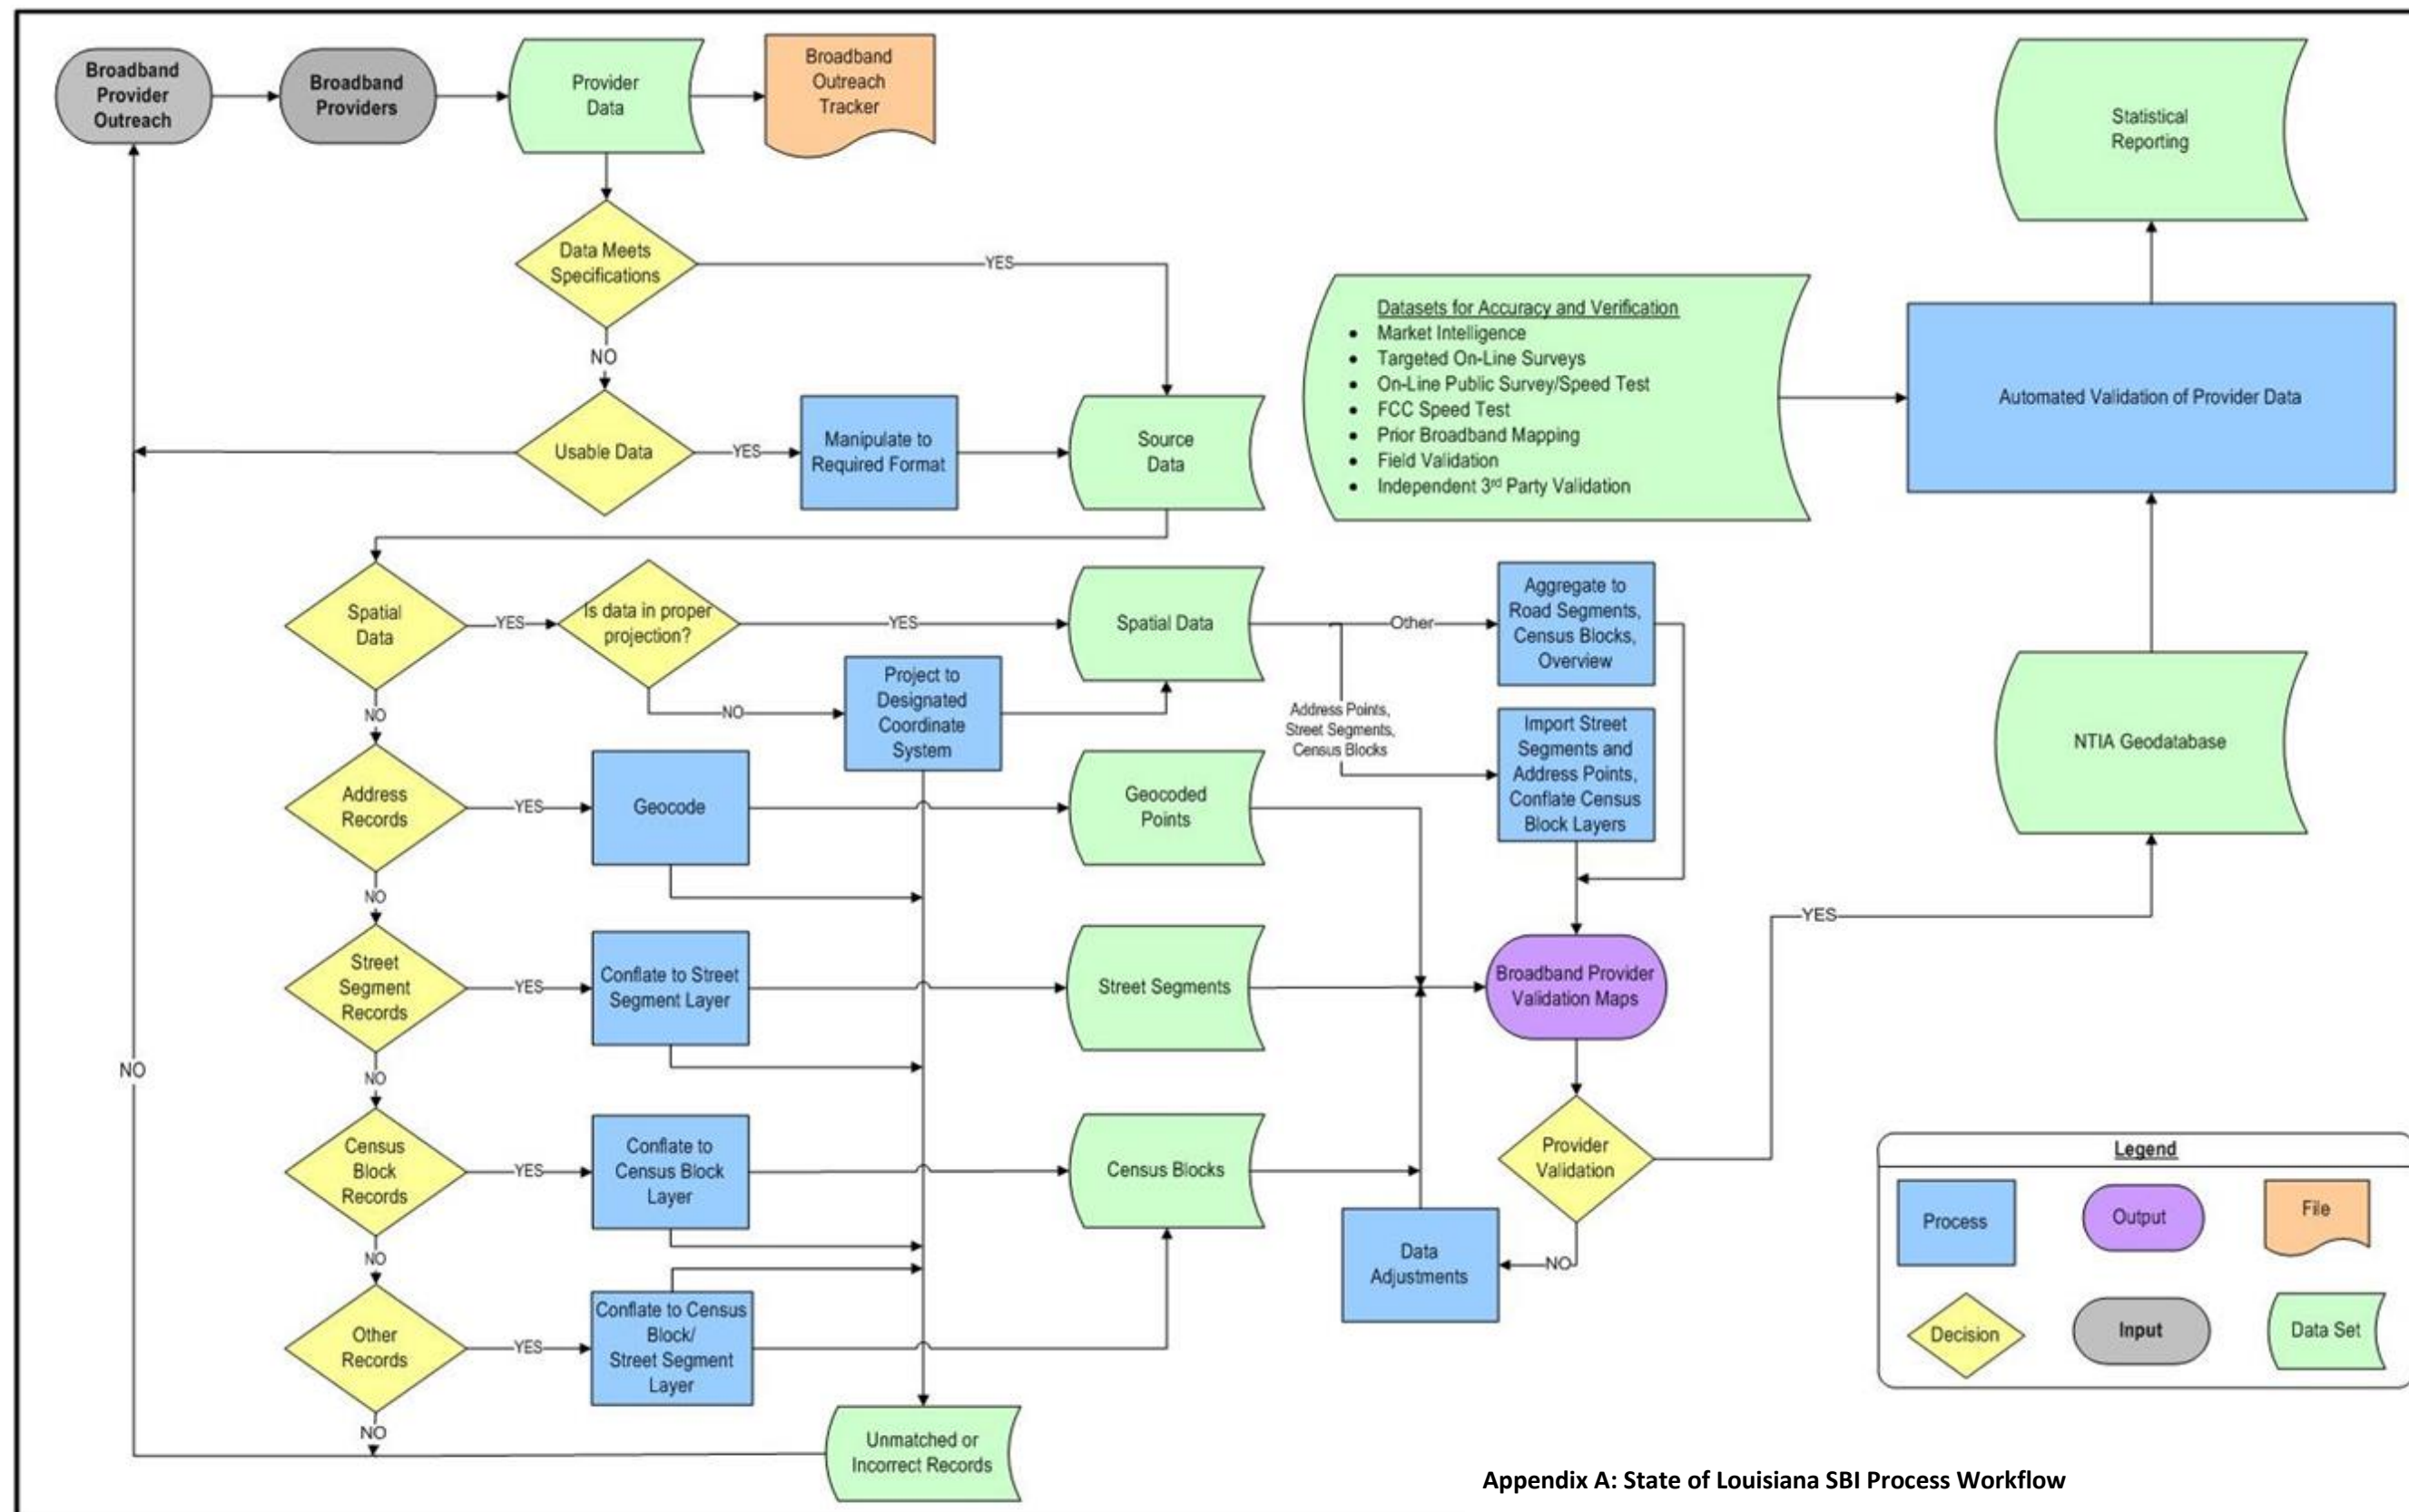 Broadband
Provider
Outreach
Broadband
Providers
Provider
Data
Broadband
Outreach
Tracker
Statistical
Reporting
Data Meets
Specifications
YES
NO
Usable Data
YES
Manipulate to
Required Format
Source
Data
Datasets for Accuracy and Verification
• Market Intelligence
• Targeted On-Line Surveys
• On-Line Public Survey/Speed Test
• FCC Speed Test
• Prior Broadband Mapping
• Field Validation
• Independent 3rd Party Validation
Automated Validation of Provider Data
Spatial
Data
YES
Is data in proper
projection?
YES
Spatial Data
Other
Aggregate to
Road Segments,
Census Blocks,
Overview
NO
NO
Project to
Designated
Coordinate
System
Address Points,
Street Segments,
Census Blocks
Import Street
Segments and
Address Points,
Conflate Census
Block Layers
NTIA Geodatabase
Address
Records
YES
Geocode
Geocoded
Points
NO
YES
Street
Segment
Records
YES
Conflate to Street
Segment Layer
Street Segments
Broadband Provider
Validation Maps
NO
NO
Census
Block
Records
YES
Conflate to
Census Block
Layer
Census Blocks
Provider
Validation
NO
Data
Adjustments
NO
Other
Records
YES
Conflate to Census
Block/
Street Segment
Layer
NO
Unmatched or
Incorrect Records
Legend
Process
Output
File
Decision
Input
Data Set
Appendix A: State of Louisiana SBI Process Workflow